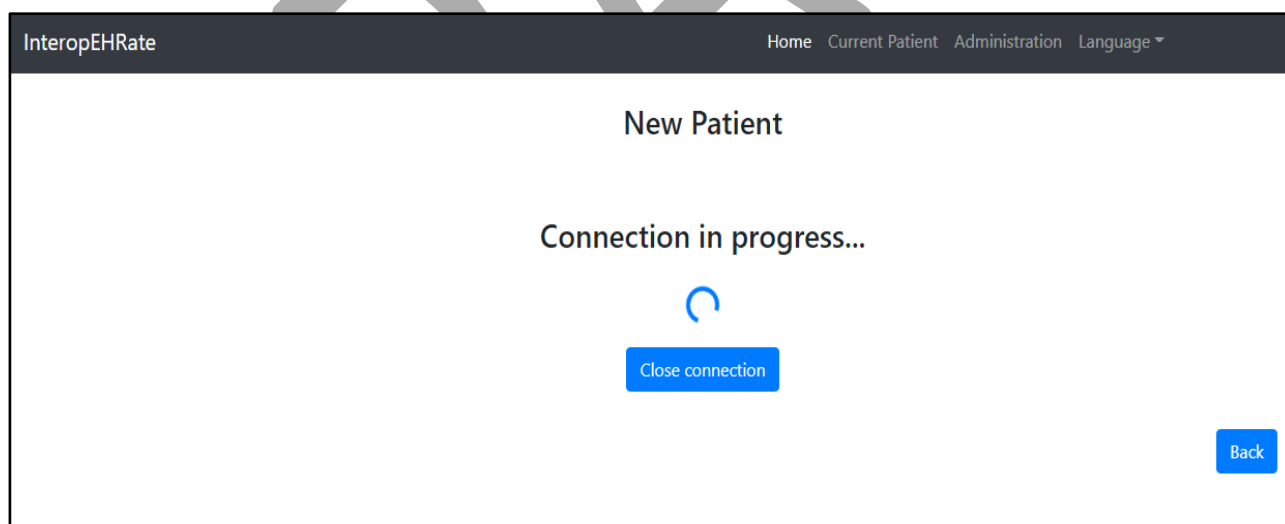 InteropEHRate Home Current Patient Administration Language
New Patient
Connection in progress...
Close connection
Back